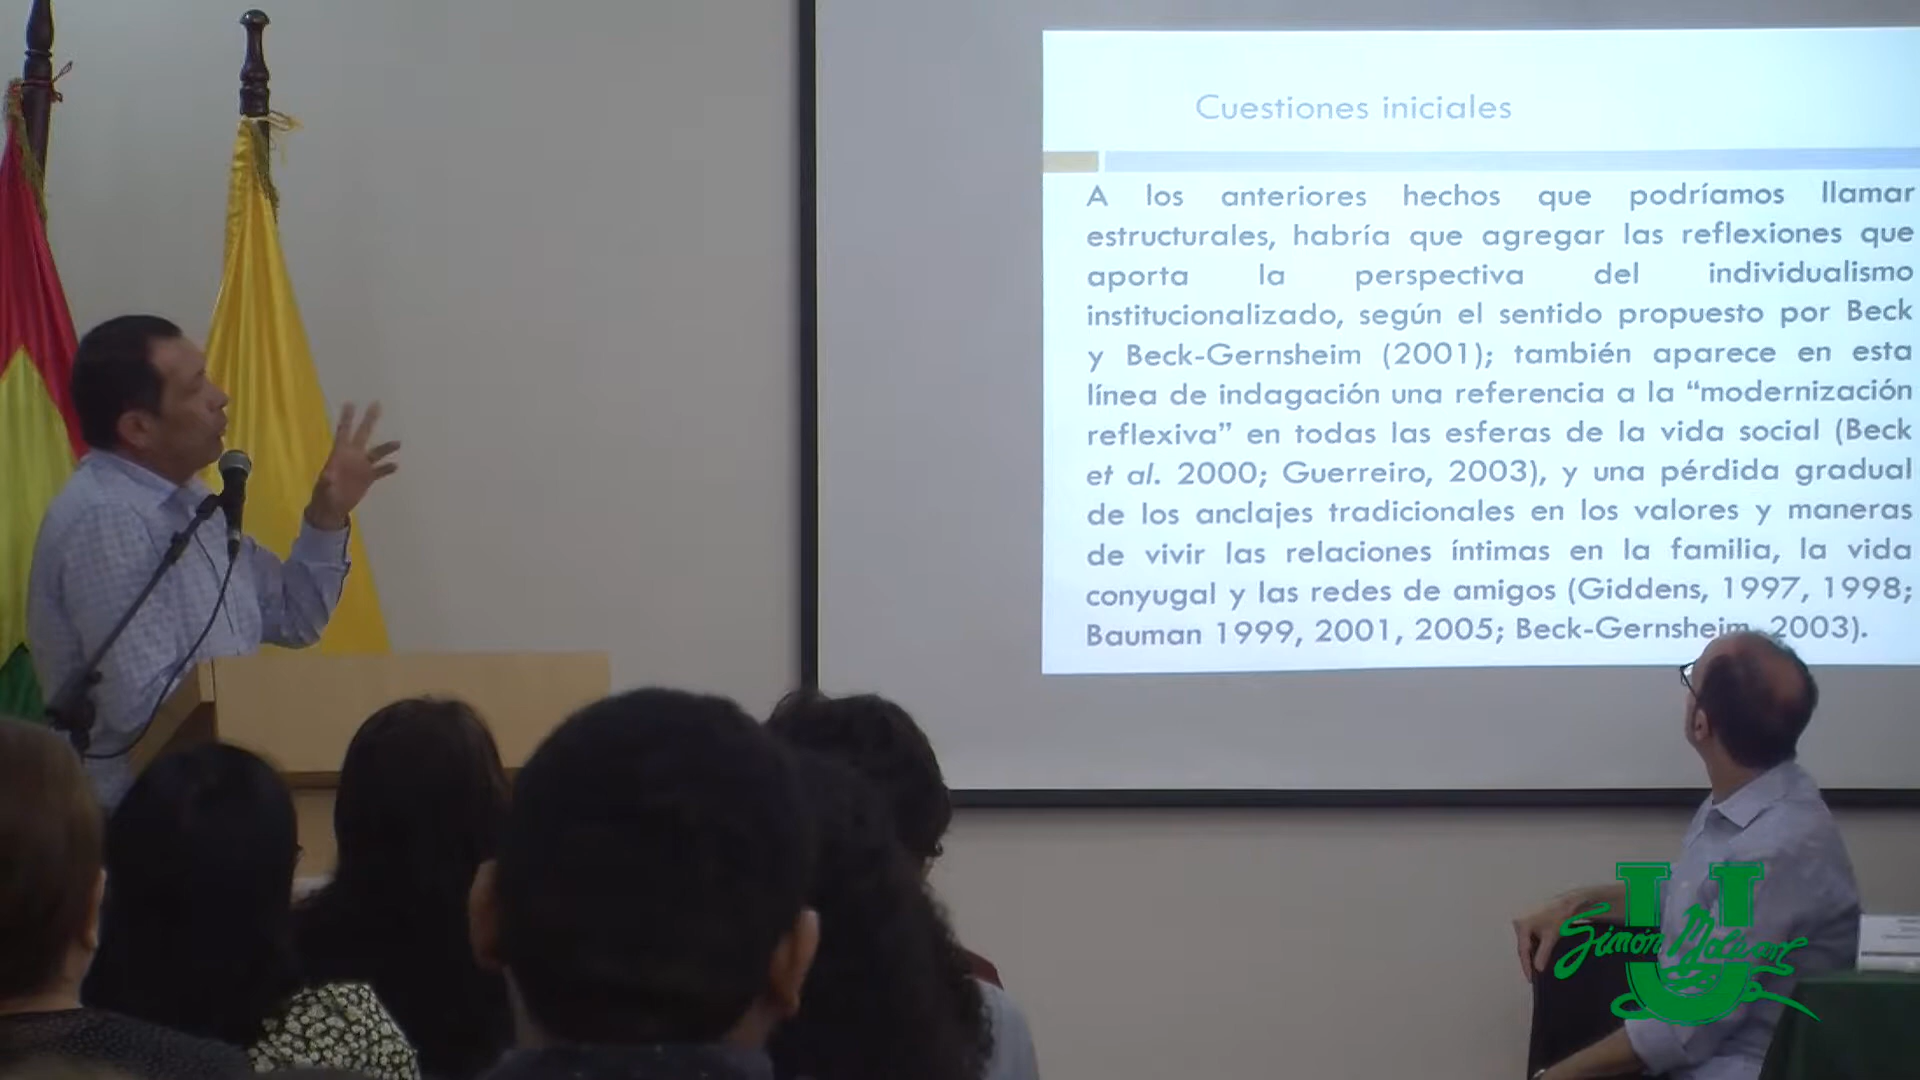 Cuestiones iniciales
A los anteriores hechos que podríamos llamar
estructurales, habría que agregar las reflexiones que
aporta la perspectiva del individualismo
institucionalizado, según el sentido propuesto por Beck
y Beck-Gernsheim (2001); también aparece en esta
línea de indagación una referencia a la “modernización
reflexiva” en todas las esferas de la vida social (Beck
et al. 2000; Guerreiro, 2003), y una pérdida gradual
de los anclajes tradicionales en los valores y maneras
de vivir las relaciones íntimas en la familia, la vida
conyugal y las redes de amigos (Giddens, 1997, 1998;
Bauman 1999, 2001, 2005; Beck-Gernsheim, 2003).
U
Simón Bolívar